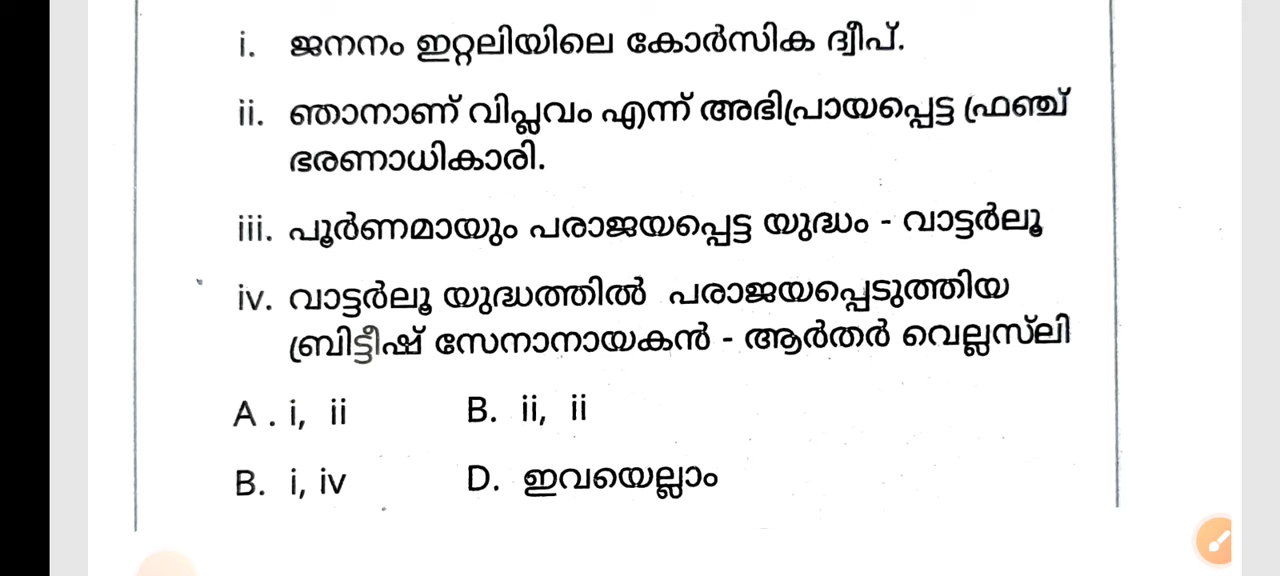 i. ജനനം ഇറ്റലിയിലെ കോർസിക ദ്വീപ്.
ii. ഞാനാണ് വിപ്ലവം എന്ന് അഭിപ്രായപ്പെട്ട ഫ്രഞ്ച്
ഭരണാധികാരി.
iii. പൂർണമായും പരാജയപ്പെട്ട യുദ്ധം - വാട്ടർലൂ
iv. വാട്ടർലൂ യുദ്ധത്തിൽ പരാജയപ്പെടുത്തിയ
ബ്രിട്ടീഷ് സേനാനായകൻ - ആർതർ വെല്ലസ്ലി
A . i, ii B. ii, ii
B. i, iv D. ഇവയെല്ലാം